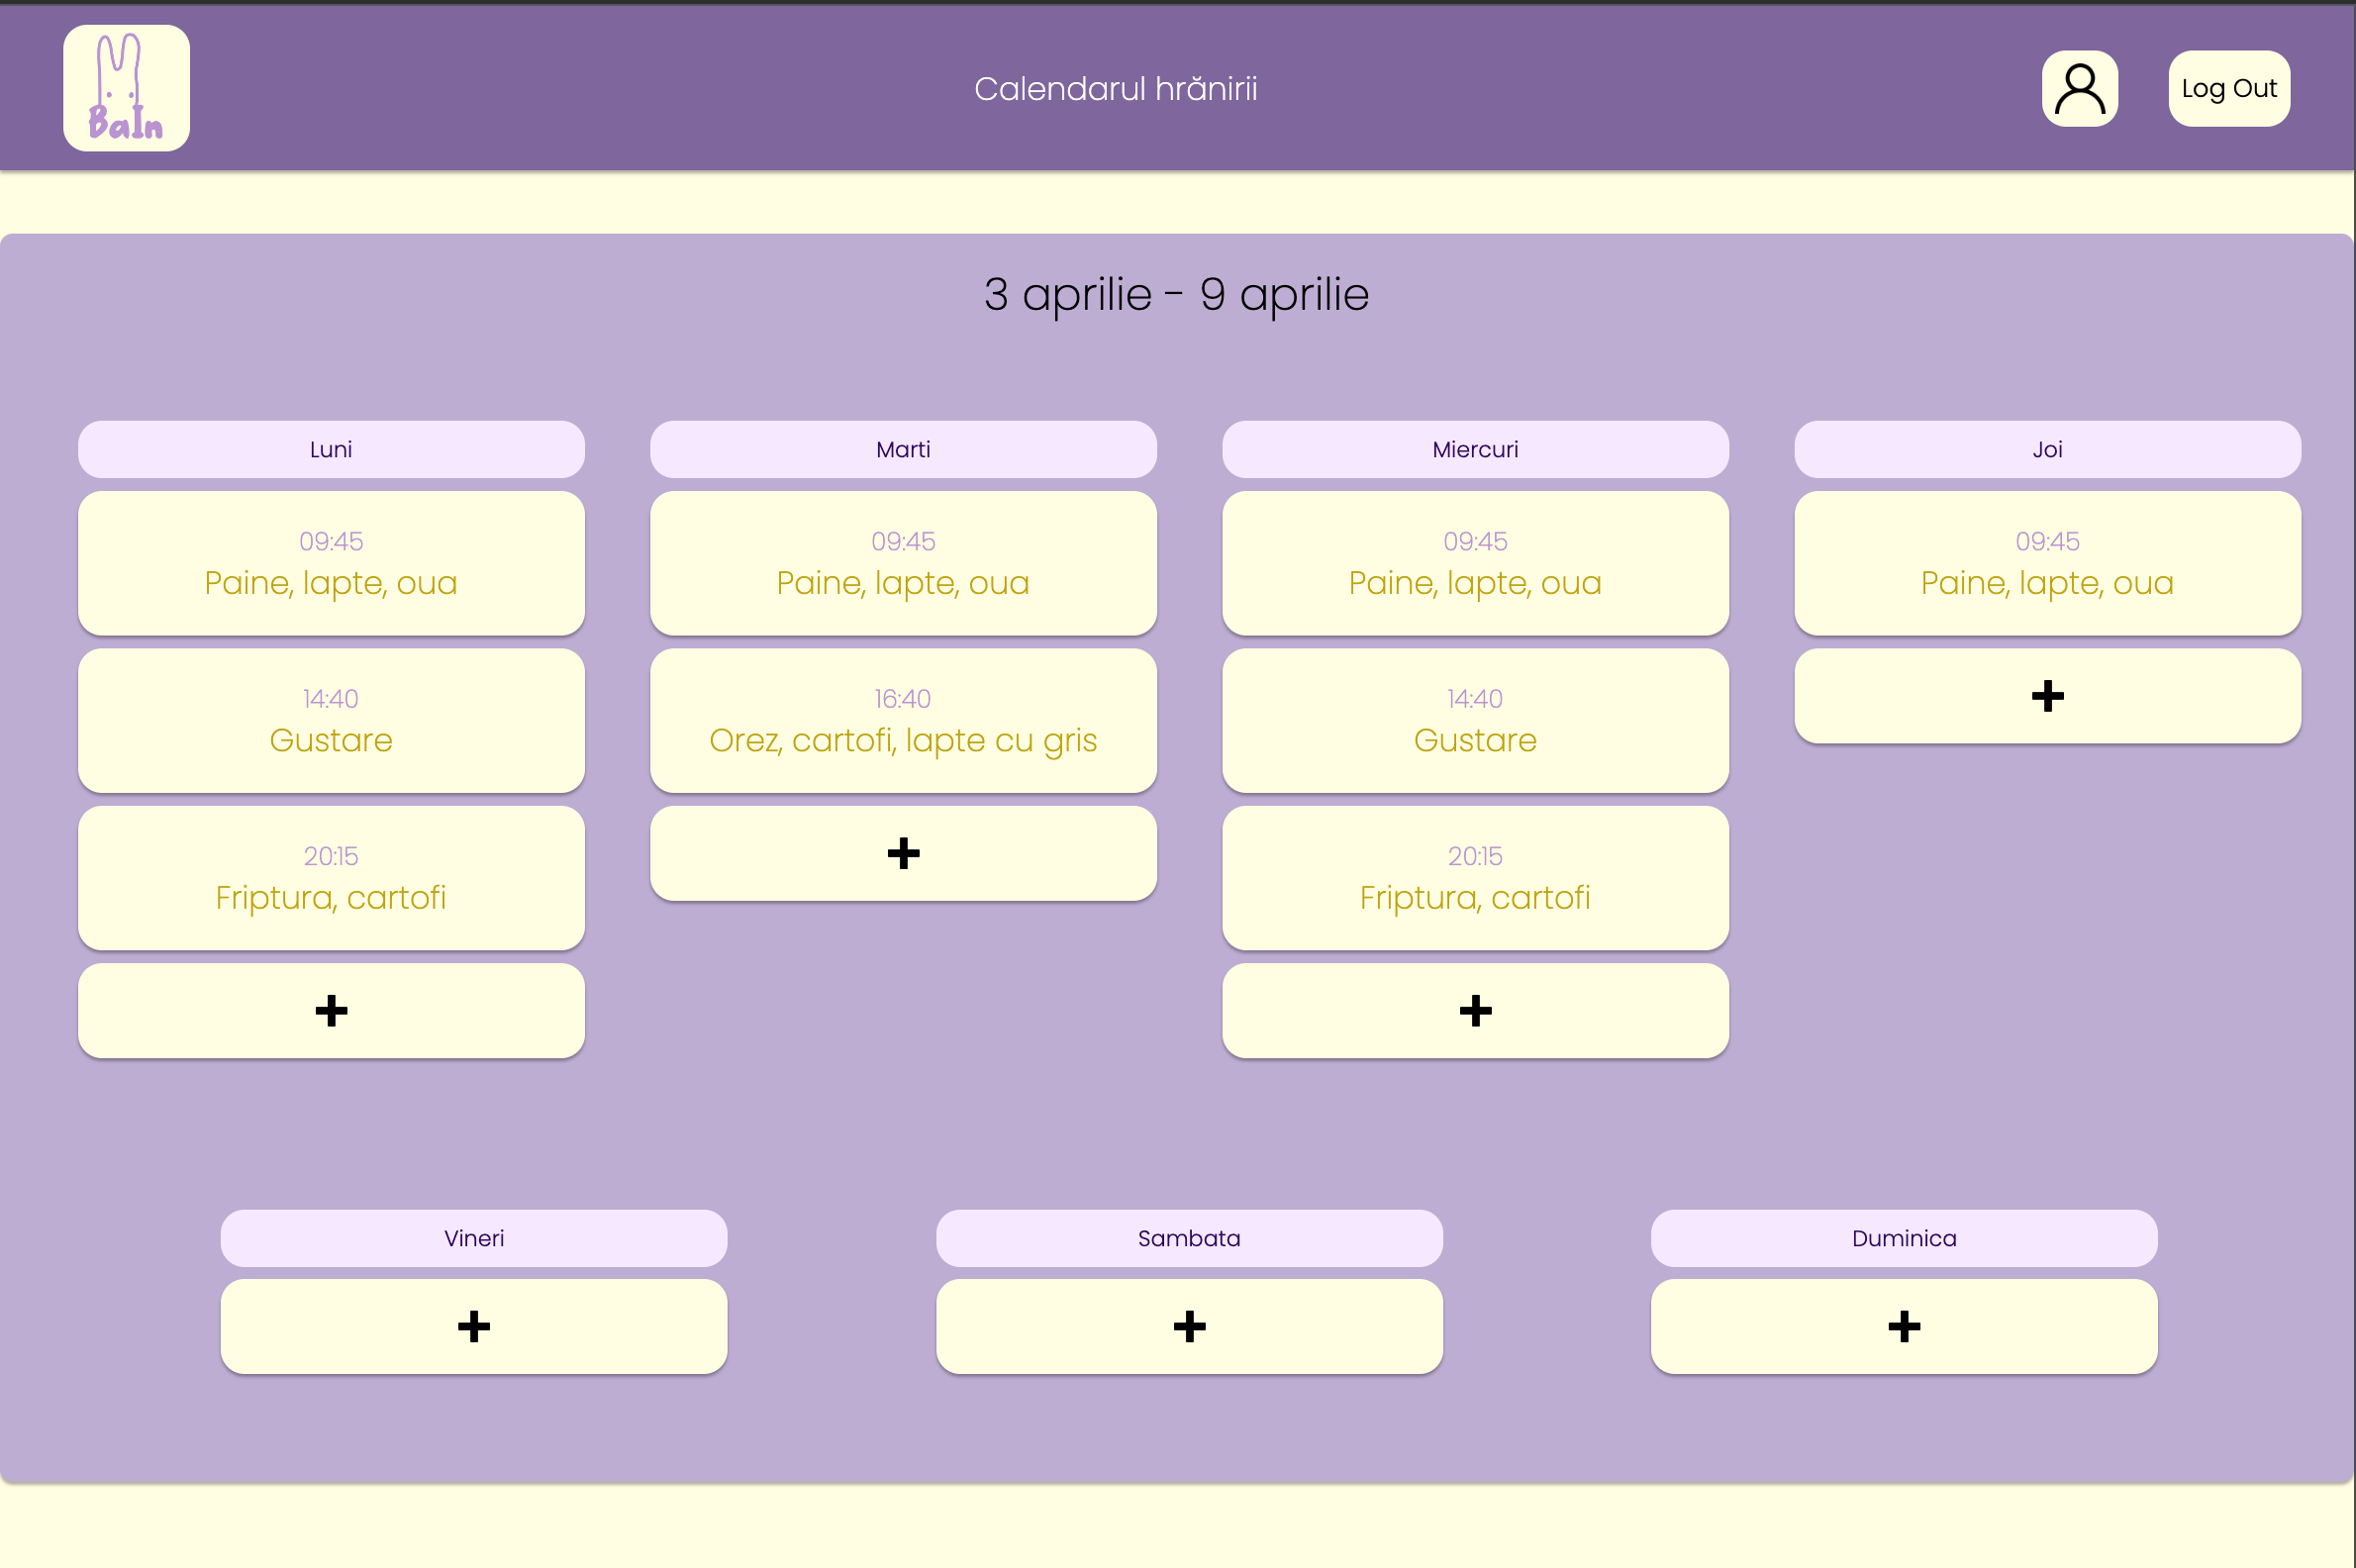 BaIn
Calendarul hrănirii
Log Out
3 aprilie - 9 aprilie
Luni
09:45
Paine, lapte, oua
14:40
Gustare
20:15
Friptura, cartofi
+
Marti
09:45
Paine, lapte, oua
16:40
Orez, cartofi, lapte cu gris
+
Miercuri
09:45
Paine, lapte, oua
14:40
Gustare
20:15
Friptura, cartofi
+
Joi
09:45
Paine, lapte, oua
+
Vineri
+
Sambata
+
Duminica
+